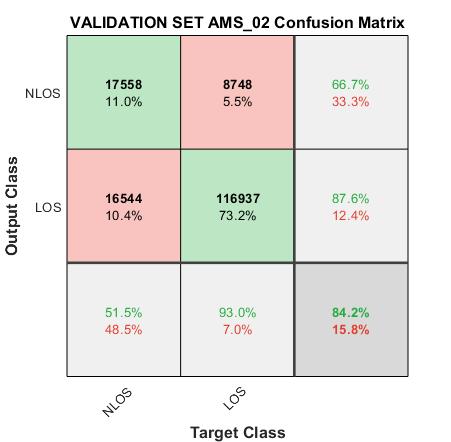 VALIDATION SET AMS_02 Confusion Matrix
NLOS
17558
11.0%
8748
5.5%
66.7%
33.3%
LOS
16544
10.4%
116937
73.2%
87.6%
12.4%
51.5%
48.5%
93.0%
7.0%
84.2%
15.8%
Output Class
NLOS
LOS
Target Class